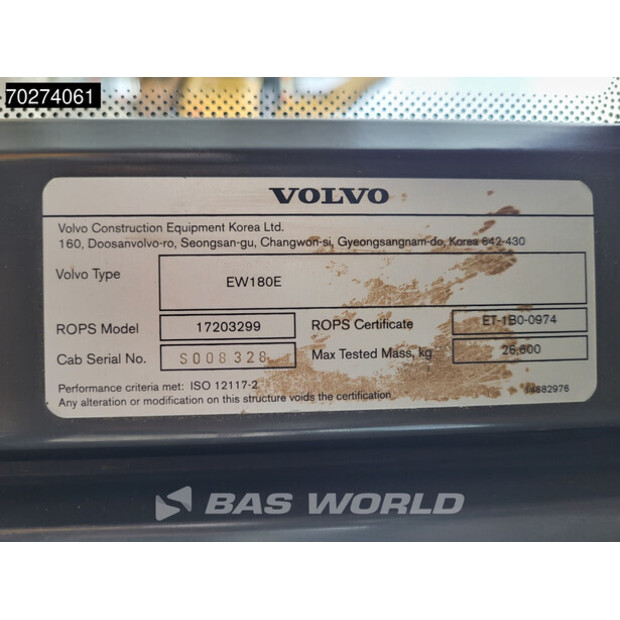 70274061
VOLVO
Volvo Construction Equipment Korea Ltd.
160, Doosanvolvo-ro, Seongsan-gu, Changwon-si, Gyeongsangnam-do, Korea 642-430
Volvo Type EW180E
ROPS Model 17203299 ROPS Certificate ET-1B0-0974
Cab Serial No. S008328 Max Tested Mass, kg 26,600
Performance criteria met: ISO 12117-2
Any alteration or modification on this structure voids the certification
BAS WORLD